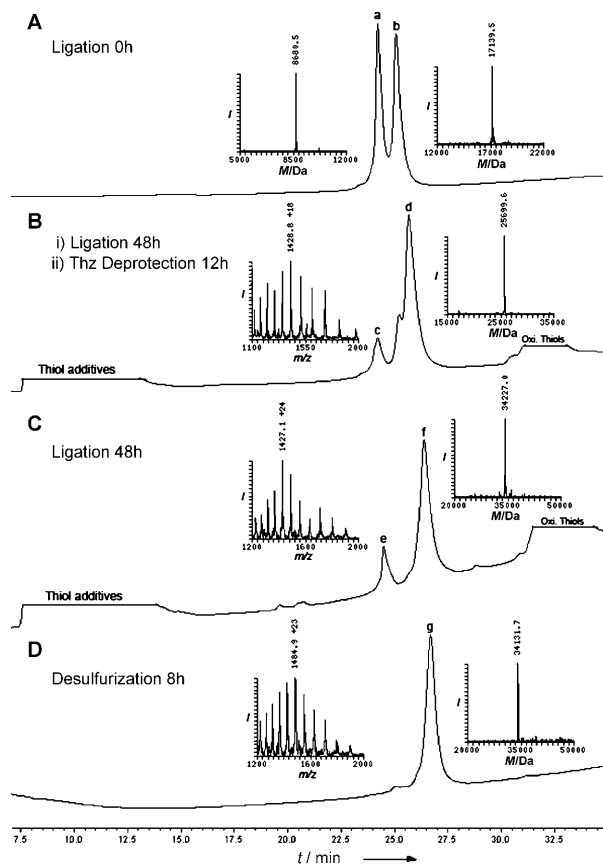 A
Ligation 0h
8680.5
I
5000 8500 12000
M/Da
a b
17139.5
I
12000 17000 22000
M/Da
B
i) Ligation 48h
ii) Thz Deprotection 12h
1428.8 +18
I
1100 1550 2000
m/z
c
d
25699.6
I
15000 25000 35000
M/Da
Thiol additives
Oxi. Thiols
C
Ligation 48h
1427.1 +24
I
1200 1600 2000
m/z
e
f
34227.0
I
20000 35000 50000
M/Da
Thiol additives
Oxi. Thiols
D
Desulfurization 8h
1484.9 +23
I
1200 1600 2000
m/z
g
34131.7
I
20000 35000 50000
M/Da
7.5 10.0 12.5 15.0 17.5 20.0 22.5 25.0 27.5 30.0 32.5
t / min